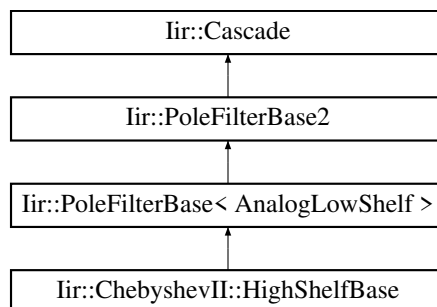 Iir::Cascade
Iir::PoleFilterBase2
Iir::PoleFilterBase< AnalogLowShelf >
Iir::ChebyshevII::HighShelfBase